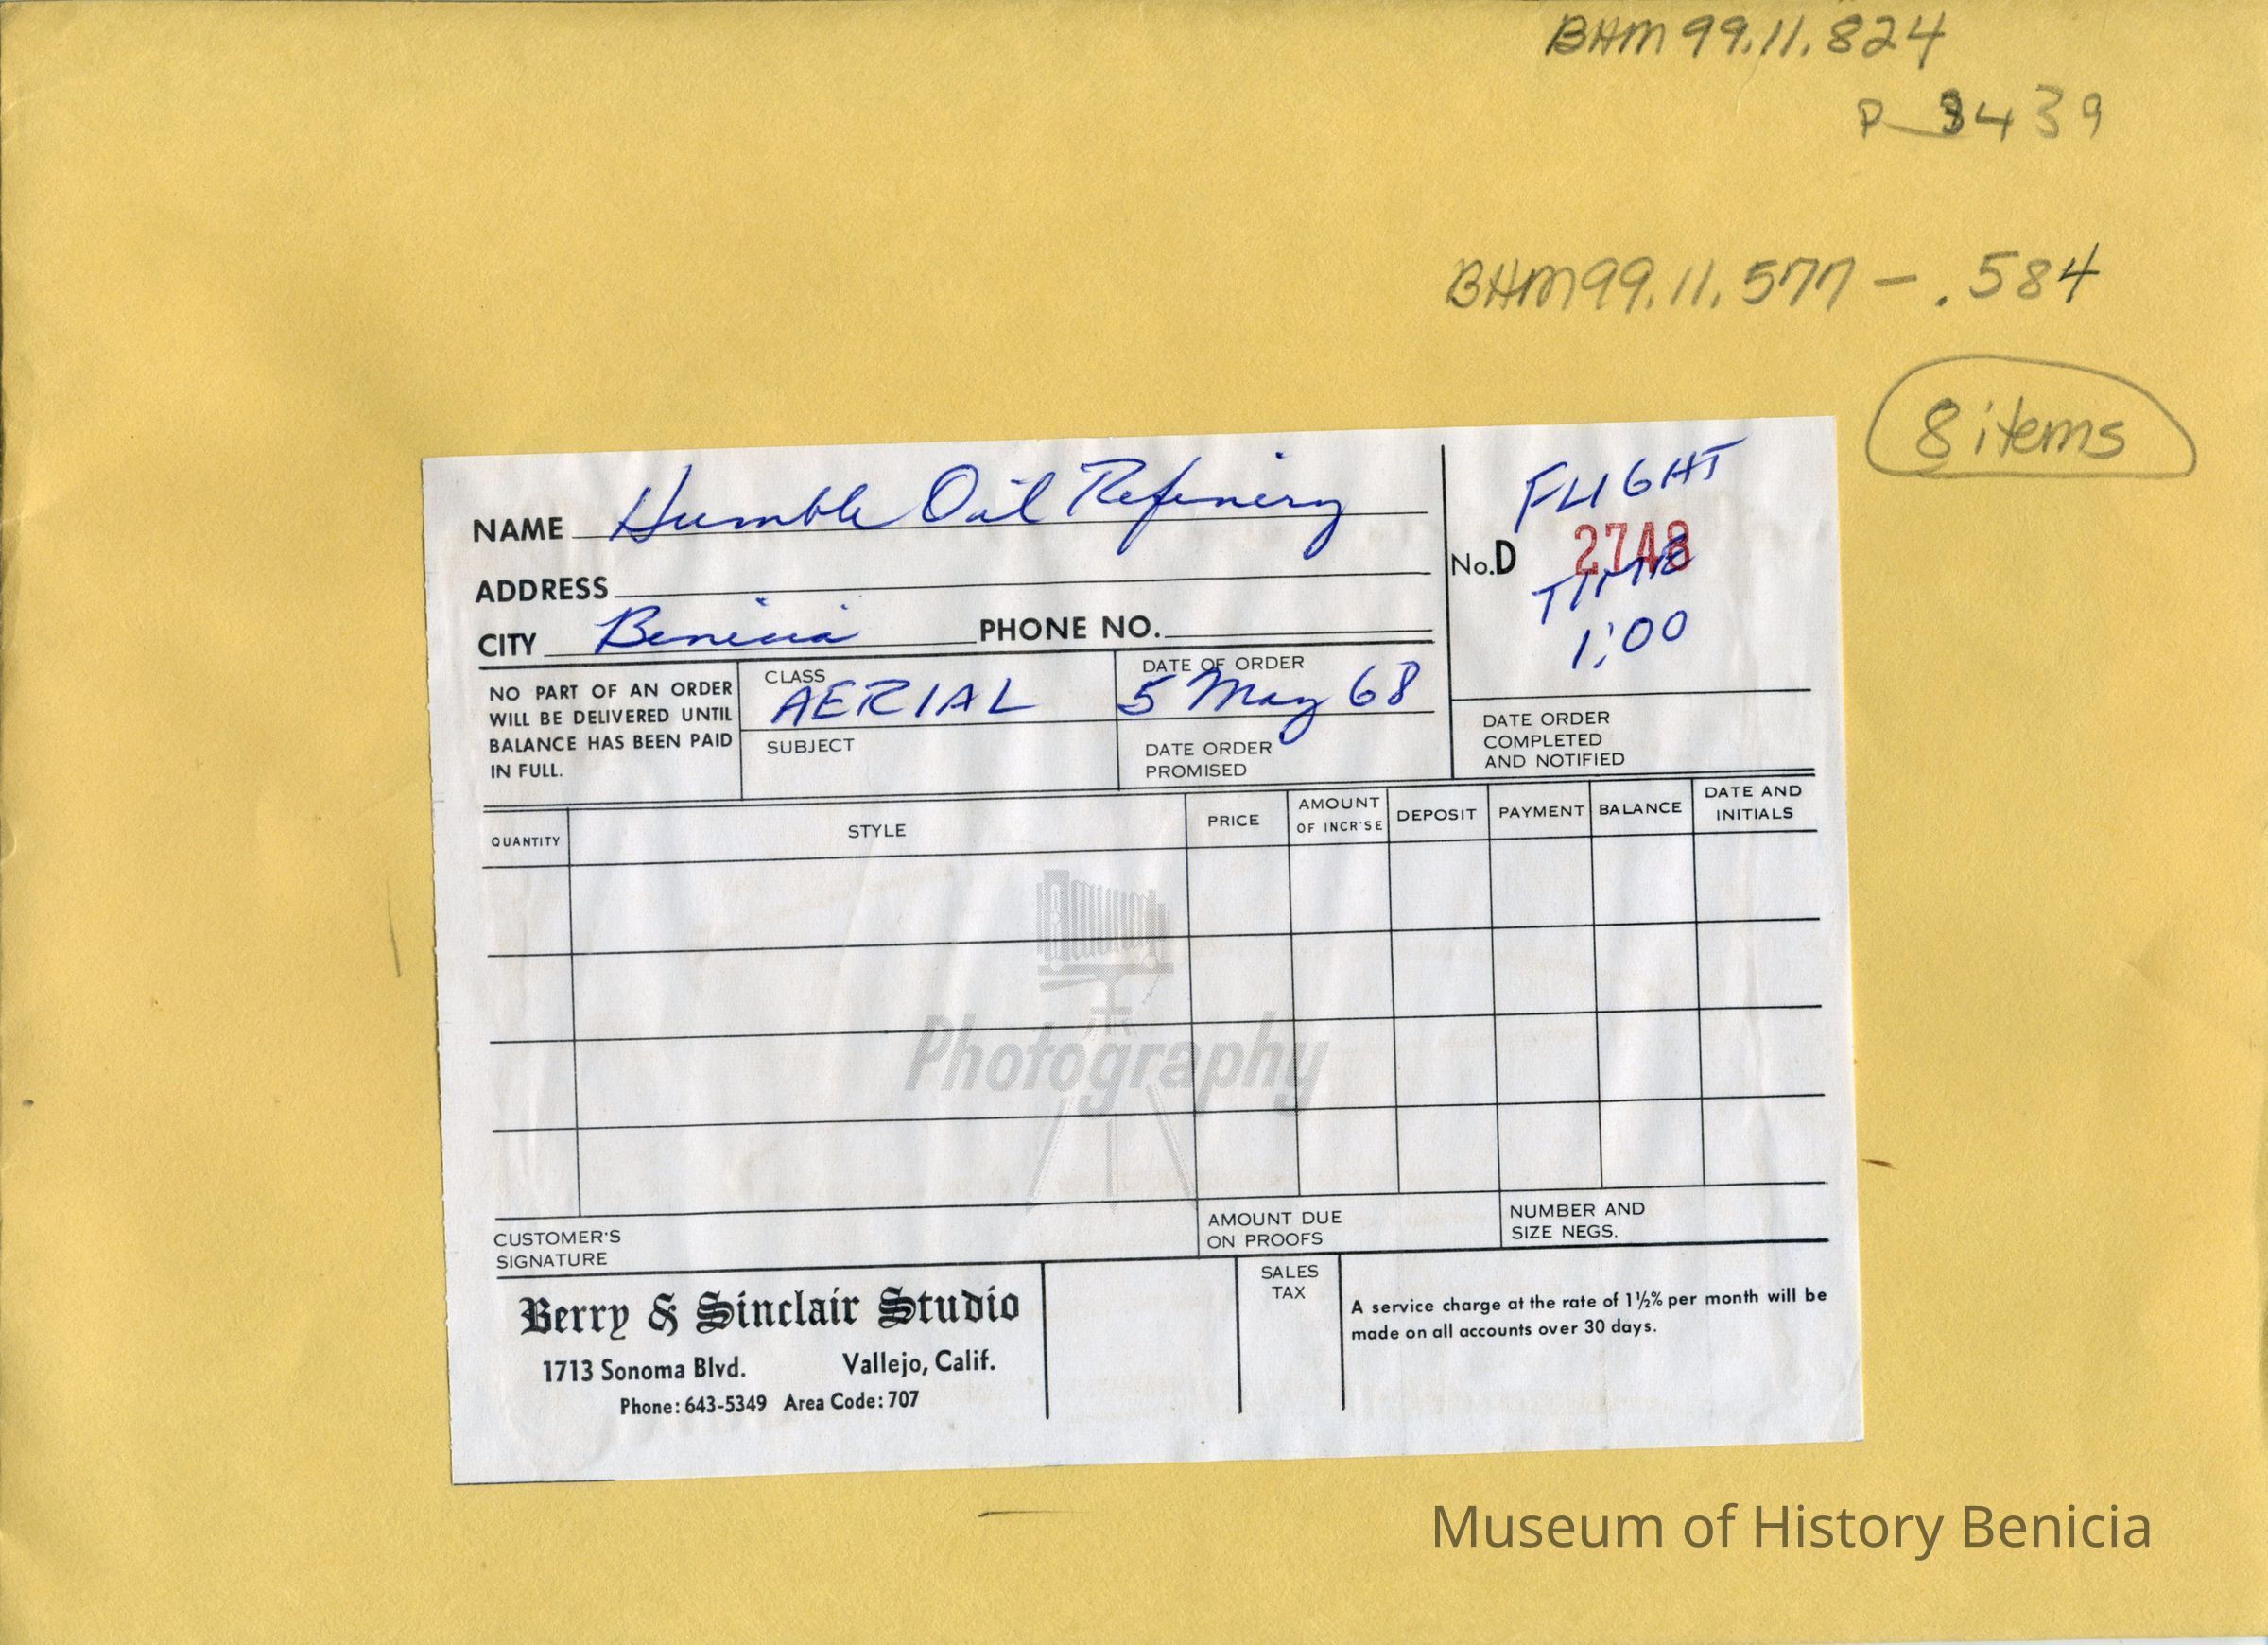 BHM 99.11.824
P 3439
BHM 99.11.577 - .584
8 items
NAME Humble Oil Refinery
FLIGHT
No. D 2748
TIME
1:00
ADDRESS
CITY Benicia PHONE NO.
NO PART OF AN ORDER
WILL BE DELIVERED UNTIL
BALANCE HAS BEEN PAID
IN FULL.
CLASS
AERIAL
SUBJECT
DATE OF ORDER
5 May 68
DATE ORDER
PROMISED
DATE ORDER
COMPLETED
AND NOTIFIED
QUANTITY
STYLE
PRICE
AMOUNT
OF INCR'SE
DEPOSIT
PAYMENT
BALANCE
DATE AND
INITIALS
Photography
CUSTOMER'S
SIGNATURE
AMOUNT DUE
ON PROOFS
NUMBER AND
SIZE NEGS.
Berry & Sinclair Studio
1713 Sonoma Blvd. Vallejo, Calif.
Phone: 643-5349 Area Code: 707
SALES
TAX
A service charge at the rate of 1½% per month will be
made on all accounts over 30 days.
Museum of History Benicia